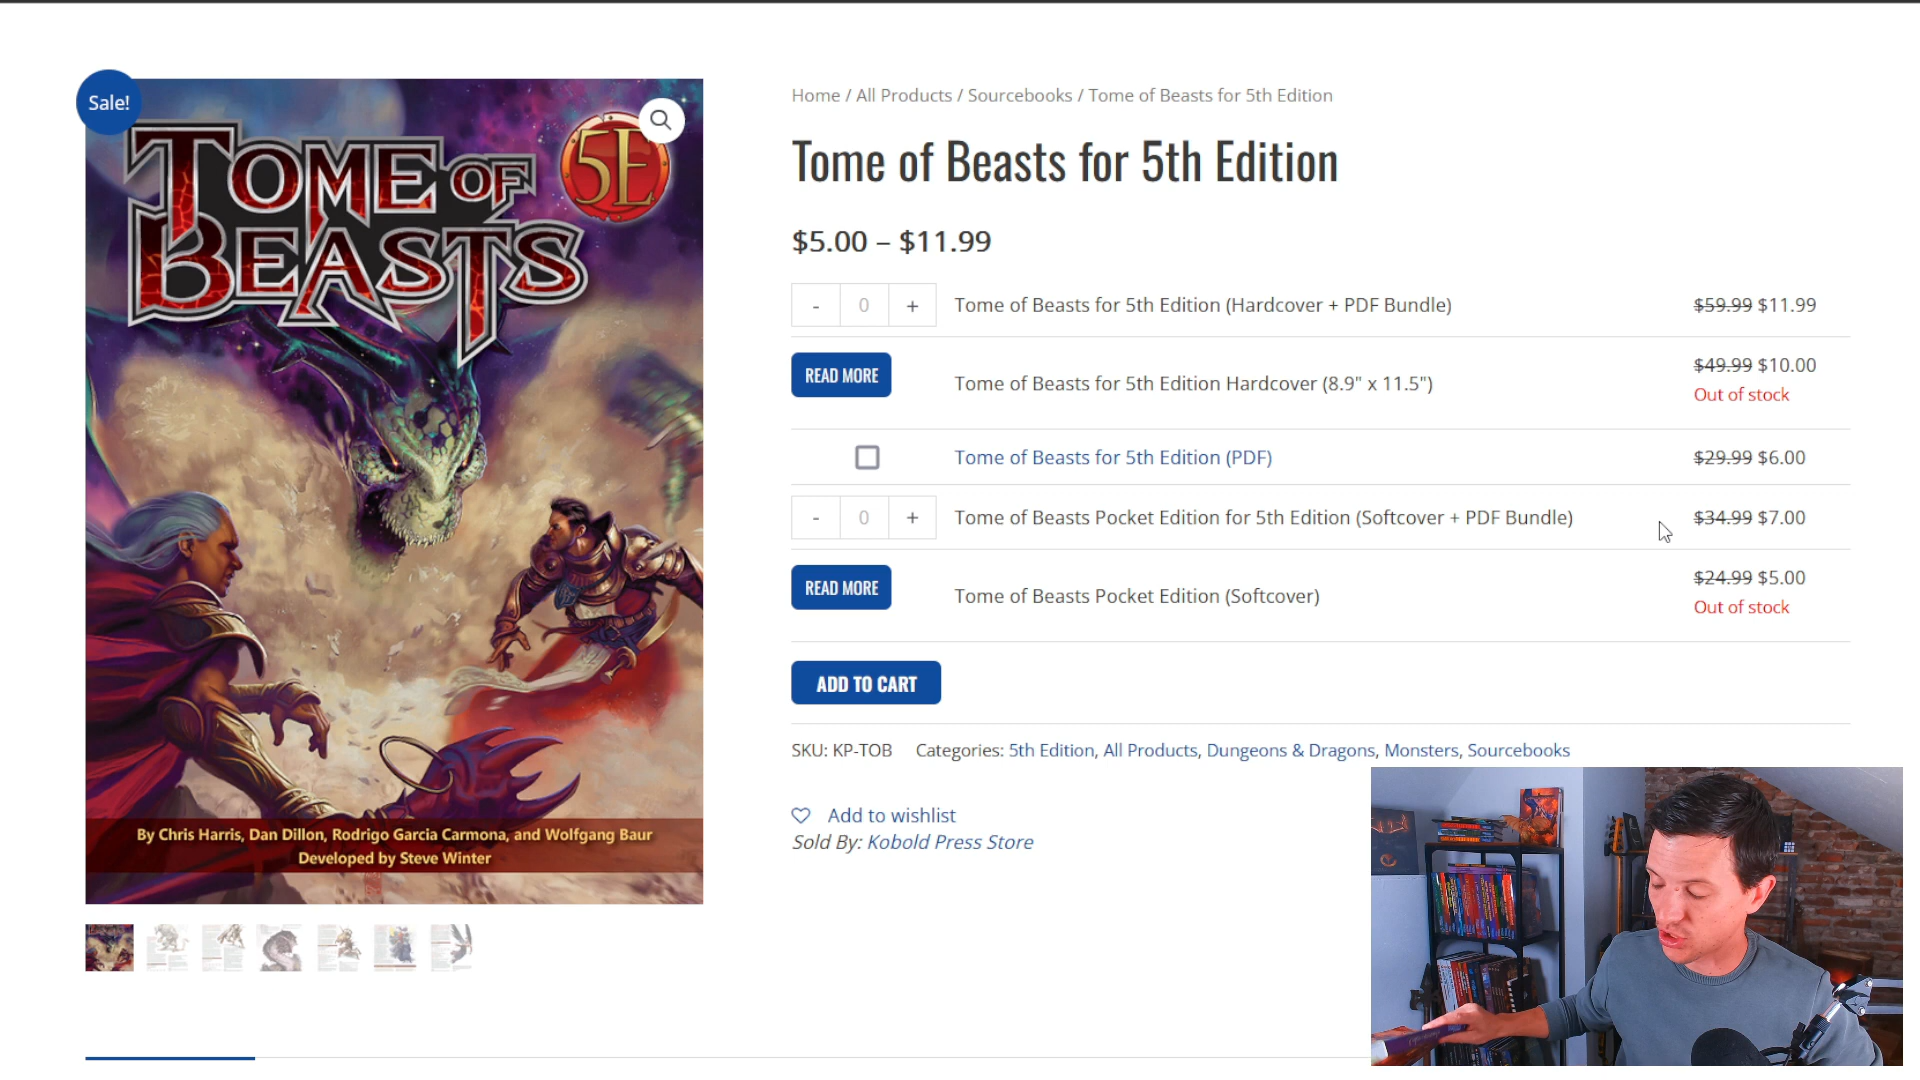 Sale!
TOME OF
BEASTS
5E
By Chris Harris, Dan Dillon, Rodrigo Garcia Carmona, and Wolfgang Baur
Developed by Steve Winter
Home / All Products / Sourcebooks / Tome of Beasts for 5th Edition
Tome of Beasts for 5th Edition
$5.00 – $11.99
- 0 + Tome of Beasts for 5th Edition (Hardcover + PDF Bundle) $59.99 $11.99
READ MORE Tome of Beasts for 5th Edition Hardcover (8.9" x 11.5") $49.99 $10.00
Out of stock
Tome of Beasts for 5th Edition (PDF) $29.99 $6.00
- 0 + Tome of Beasts Pocket Edition for 5th Edition (Softcover + PDF Bundle) $34.99 $7.00
READ MORE Tome of Beasts Pocket Edition (Softcover) $24.99 $5.00
Out of stock
ADD TO CART
SKU: KP-TOB Categories: 5th Edition, All Products, Dungeons & Dragons, Monsters, Sourcebooks
Add to wishlist
Sold By: Kobold Press Store